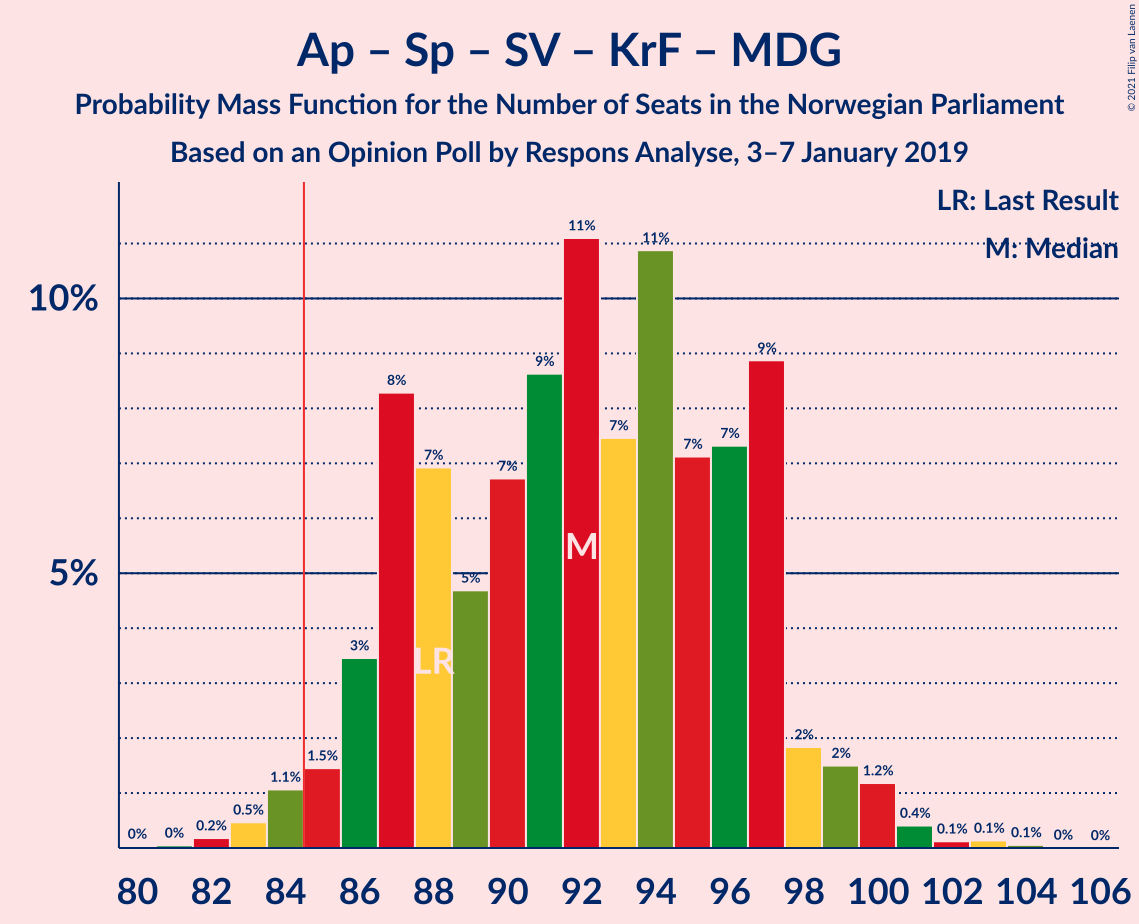 © 2021 Filip van Laenen
Ap – Sp – SV – KrF – MDG
Probability Mass Function for the Number of Seats in the Norwegian Parliament
Based on an Opinion Poll by Respons Analyse, 3–7 January 2019
LR: Last Result
M: Median
10%
5%
0% 0% 0.2% 0.5% 1.1% 1.5% 3% 8% 7% 5% 7% 9% 11% 7% 11% 7% 7% 9% 2% 2% 1.2% 0.4% 0.1% 0.1% 0.1% 0% 0%
M
LR
80 82 84 86 88 90 92 94 96 98 100 102 104 106